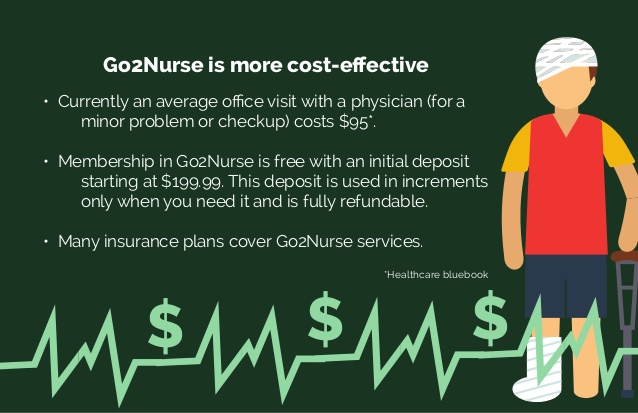 Go2Nurse is more cost-effective
• Currently an average office visit with a physician (for a
minor problem or checkup) costs $95*.
• Membership in Go2Nurse is free with an initial deposit
starting at $199.99. This deposit is used in increments
only when you need it and is fully refundable.
• Many insurance plans cover Go2Nurse services.
*Healthcare bluebook
$ $ $